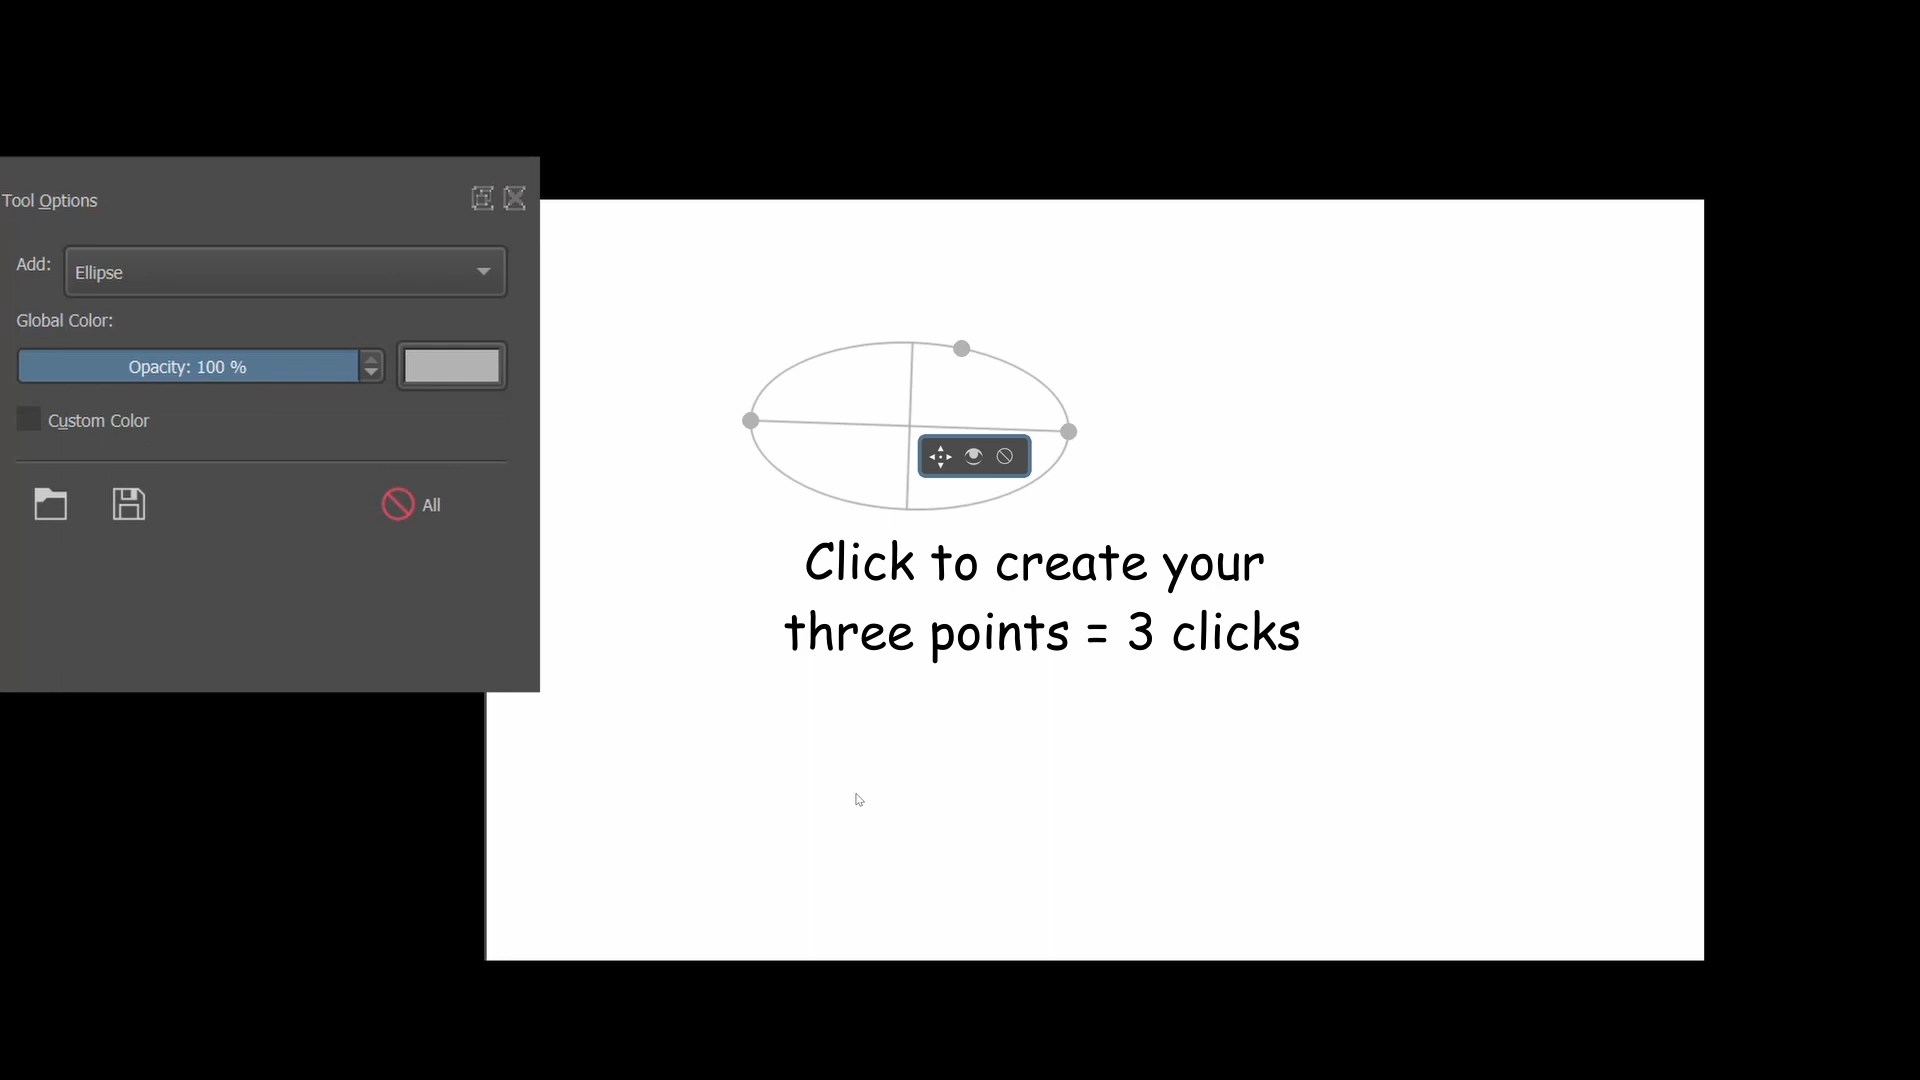 Tool Options
Add:
Ellipse
Global Color:
Opacity: 100 %
Custom Color
All
Click to create your
three points = 3 clicks